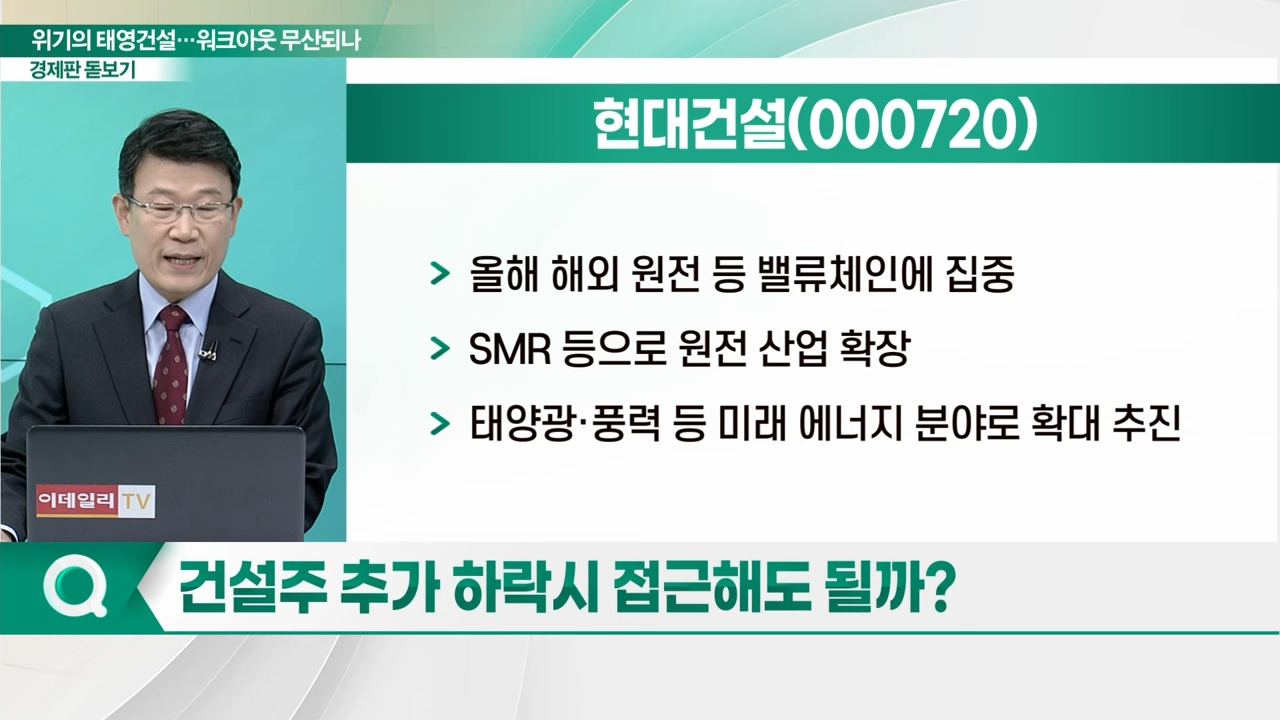 위기의 태영건설…워크아웃 무산되나
경제판 돋보기
현대건설(000720)
> 올해 해외 원전 등 밸류체인에 집중
> SMR 등으로 원전 산업 확장
> 태양광·풍력 등 미래 에너지 분야로 확대 추진
이데일리 TV
Q 건설주 추가 하락시 접근해도 될까?